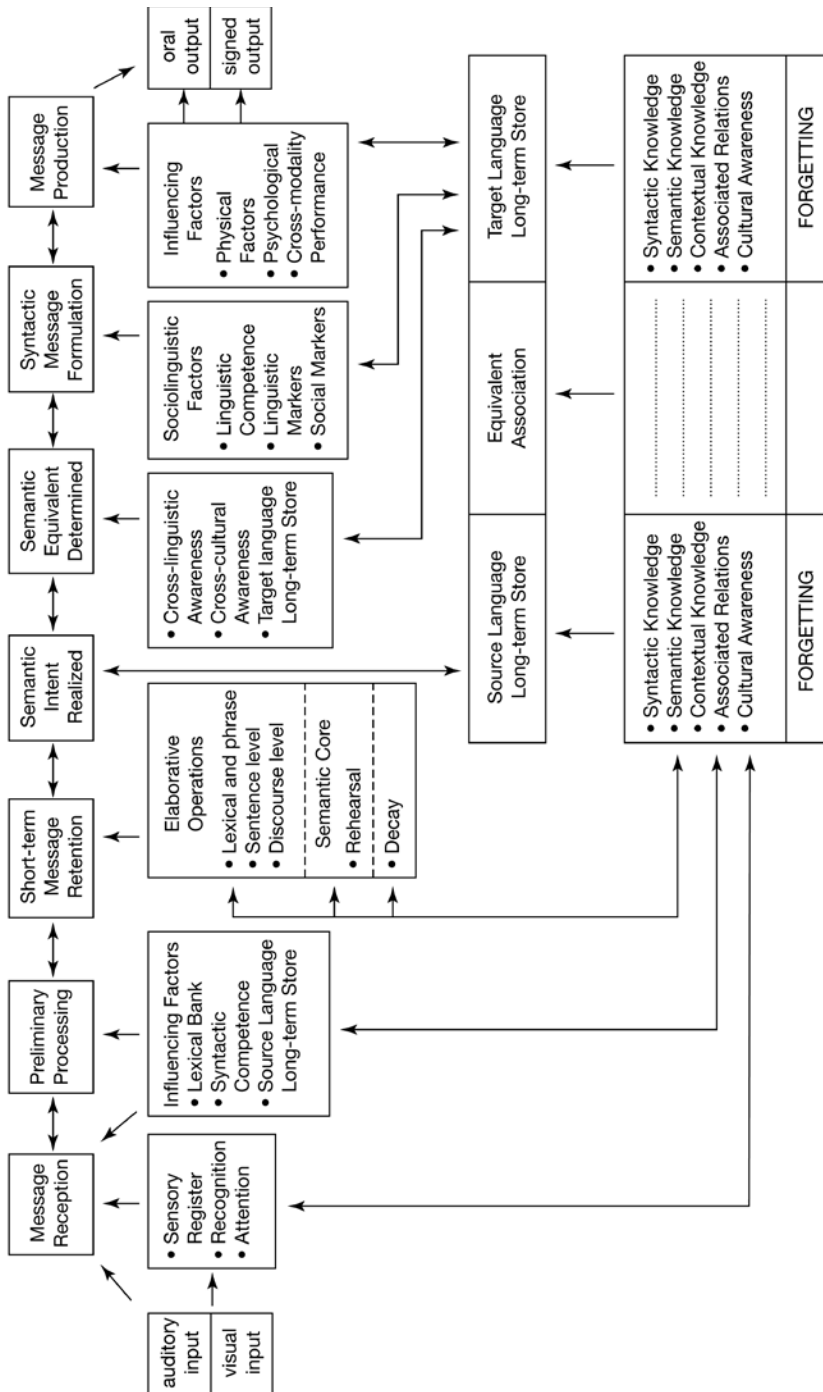 auditory
input
visual
input
Message
Reception
Preliminary
Processing
Short-term
Message
Retention
Semantic
Intent
Realized
Semantic
Equivalent
Determined
Syntactic
Message
Formulation
Message
Production
• Sensory
Register
• Recognition
• Attention
Influencing Factors
• Lexical Bank
• Syntactic
Competence
• Source Language
Long-term Store
Elaborative
Operations
• Lexical and phrase
• Sentence level
• Discourse level
Semantic Core
• Rehearsal
• Decay
• Cross-linguistic
Awareness
• Cross-cultural
Awareness
• Target language
Long-term Store
Sociolinguistic
Factors
• Linguistic
Competence
• Linguistic
Markers
• Social Markers
Influencing
Factors
• Physical
Factors
• Psychological
• Cross-modality
Performance
oral
output
signed
output
Source Language
Long-term Store
Equivalent
Association
Target Language
Long-term Store
• Syntactic Knowledge
• Semantic Knowledge
• Contextual Knowledge
• Associated Relations
• Cultural Awareness
FORGETTING
• Syntactic Knowledge
• Semantic Knowledge
• Contextual Knowledge
• Associated Relations
• Cultural Awareness
FORGETTING